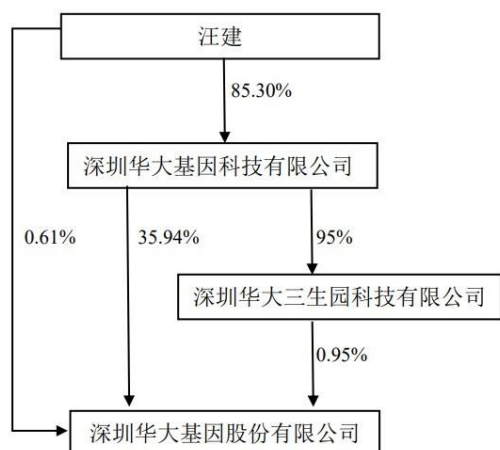 汪建
85.30%
深圳华大基因科技有限公司
0.61%
35.94%
95%
深圳华大三生园科技有限公司
0.95%
深圳华大基因股份有限公司